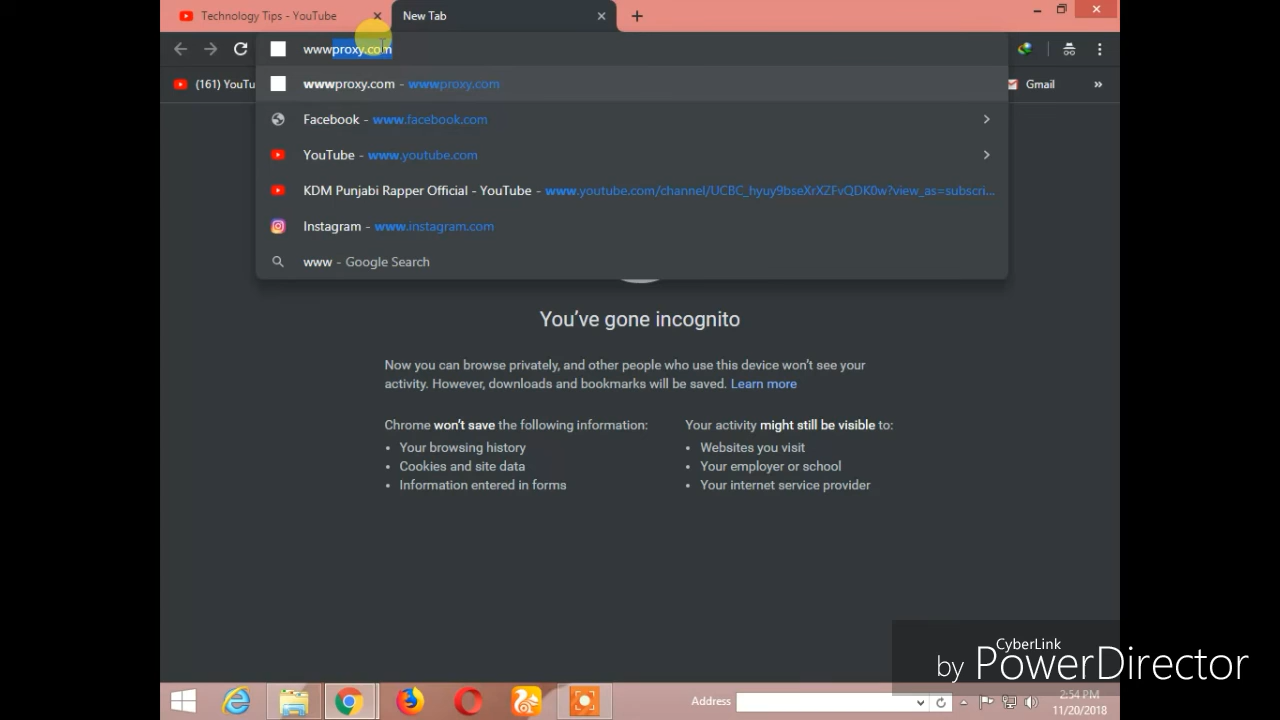 Technology Tips - YouTube
New Tab
wwwproxy.com
(161) YouTu
Gmail
»
wwwproxy.com - wwwproxy.com
Facebook - www.facebook.com
YouTube - www.youtube.com
KDM Punjabi Rapper Official - YouTube - www.youtube.com/channel/UCBC_hyuy9bseXrXZFvQDK0w?view_as=subscri...
Instagram - www.instagram.com
www - Google Search
You've gone incognito
Now you can browse privately, and other people who use this device won't see your
activity. However, downloads and bookmarks will be saved. Learn more
Chrome won't save the following information:
• Your browsing history
• Cookies and site data
• Information entered in forms
Your activity might still be visible to:
• Websites you visit
• Your employer or school
• Your internet service provider
CyberLink
by PowerDirector
Address
2:54 PM
11/20/2018